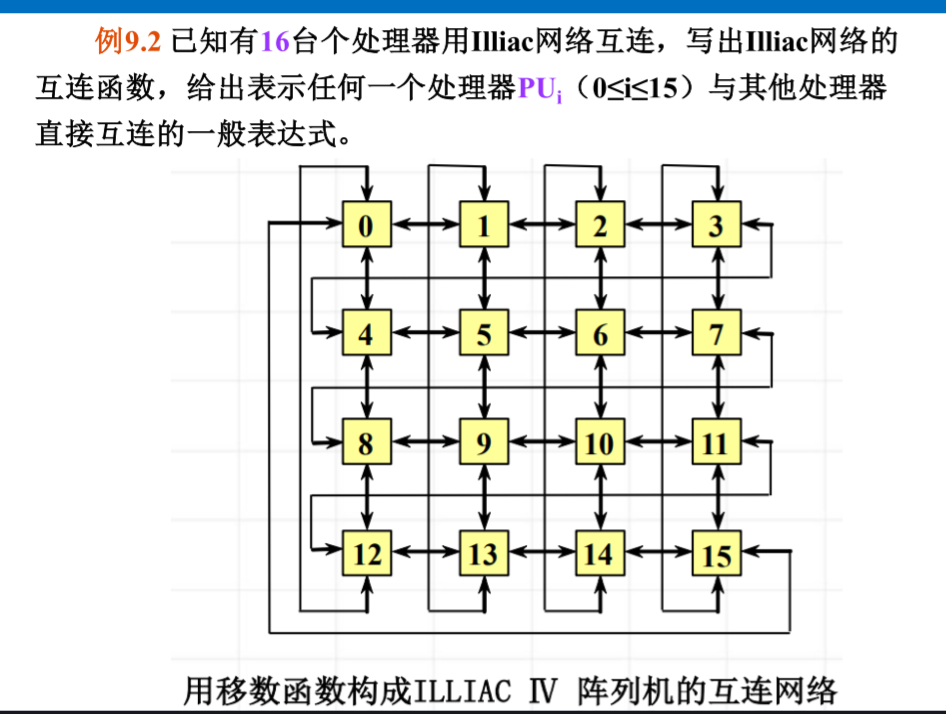 例9.2 已知有16台个处理器用Illiac网络互连，写出Illiac网络的
互连函数，给出表示任何一个处理器PUi（0≤i≤15）与其他处理器
直接互连的一般表达式。
0 1 2 3
4 5 6 7
8 9 10 11
12 13 14 15
用移数函数构成ILLIAC Ⅳ 阵列机的互连网络